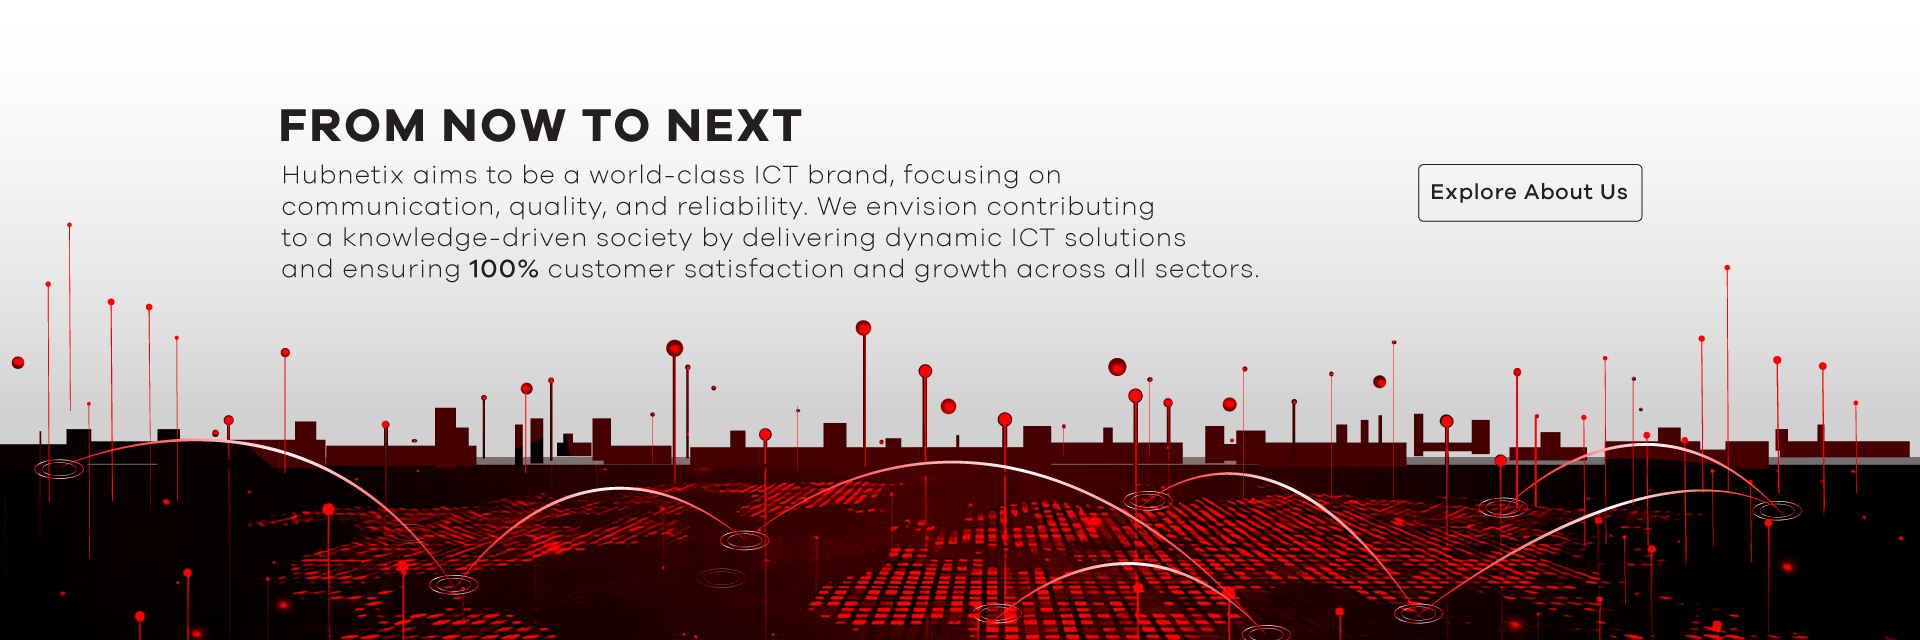 FROM NOW TO NEXT
Hubnetix aims to be a world-class ICT brand, focusing on
communication, quality, and reliability. We envision contributing
to a knowledge-driven society by delivering dynamic ICT solutions
and ensuring 100% customer satisfaction and growth across all sectors.
Explore About Us